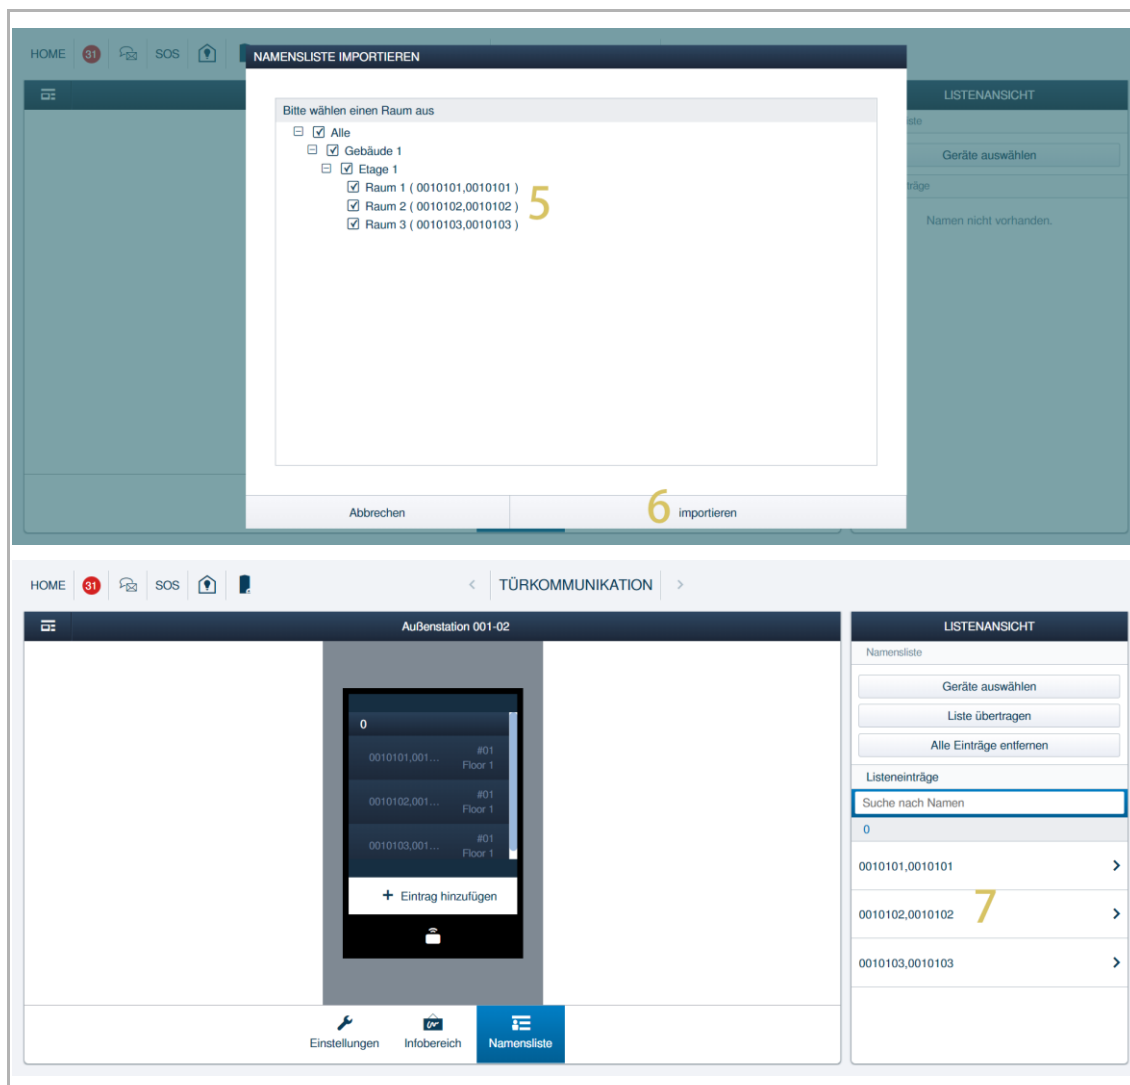 HOME 31 SOS
NAMENSLISTE IMPORTIEREN
LISTENANSICHT
Bitte wählen einen Raum aus
Alle
Gebäude 1
Etage 1
Raum 1 ( 0010101,0010101 )
Raum 2 ( 0010102,0010102 )
Raum 3 ( 0010103,0010103 )
5
Geräte auswählen
Namen nicht vorhanden.
Abbrechen
6 importieren
HOME 31 SOS < TÜRKOMMUNIKATION >
Außenstation 001-02
0
0010101,001... #01
Floor 1
0010102,001... #01
Floor 1
0010103,001... #01
Floor 1
+ Eintrag hinzufügen
Einstellungen Infobereich Namensliste
LISTENANSICHT
Namensliste
Geräte auswählen
Liste übertragen
Alle Einträge entfernen
Listeneinträge
Suche nach Namen
0
0010101,0010101
0010102,0010102 7
0010103,0010103